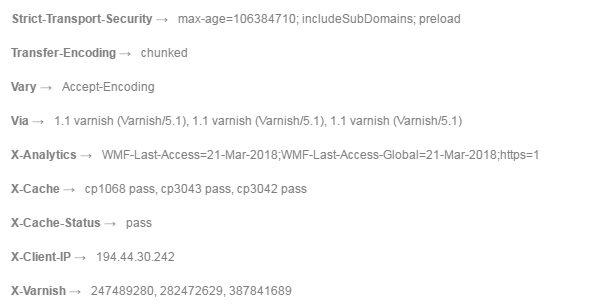 Strict-Transport-Security → max-age=106384710; includeSubDomains; preload
Transfer-Encoding → chunked
Vary → Accept-Encoding
Via → 1.1 varnish (Varnish/5.1), 1.1 varnish (Varnish/5.1), 1.1 varnish (Varnish/5.1)
X-Analytics → WMF-Last-Access=21-Mar-2018;WMF-Last-Access-Global=21-Mar-2018;https=1
X-Cache → cp1068 pass, cp3043 pass, cp3042 pass
X-Cache-Status → pass
X-Client-IP → 194.44.30.242
X-Varnish → 247489280, 282472629, 387841689